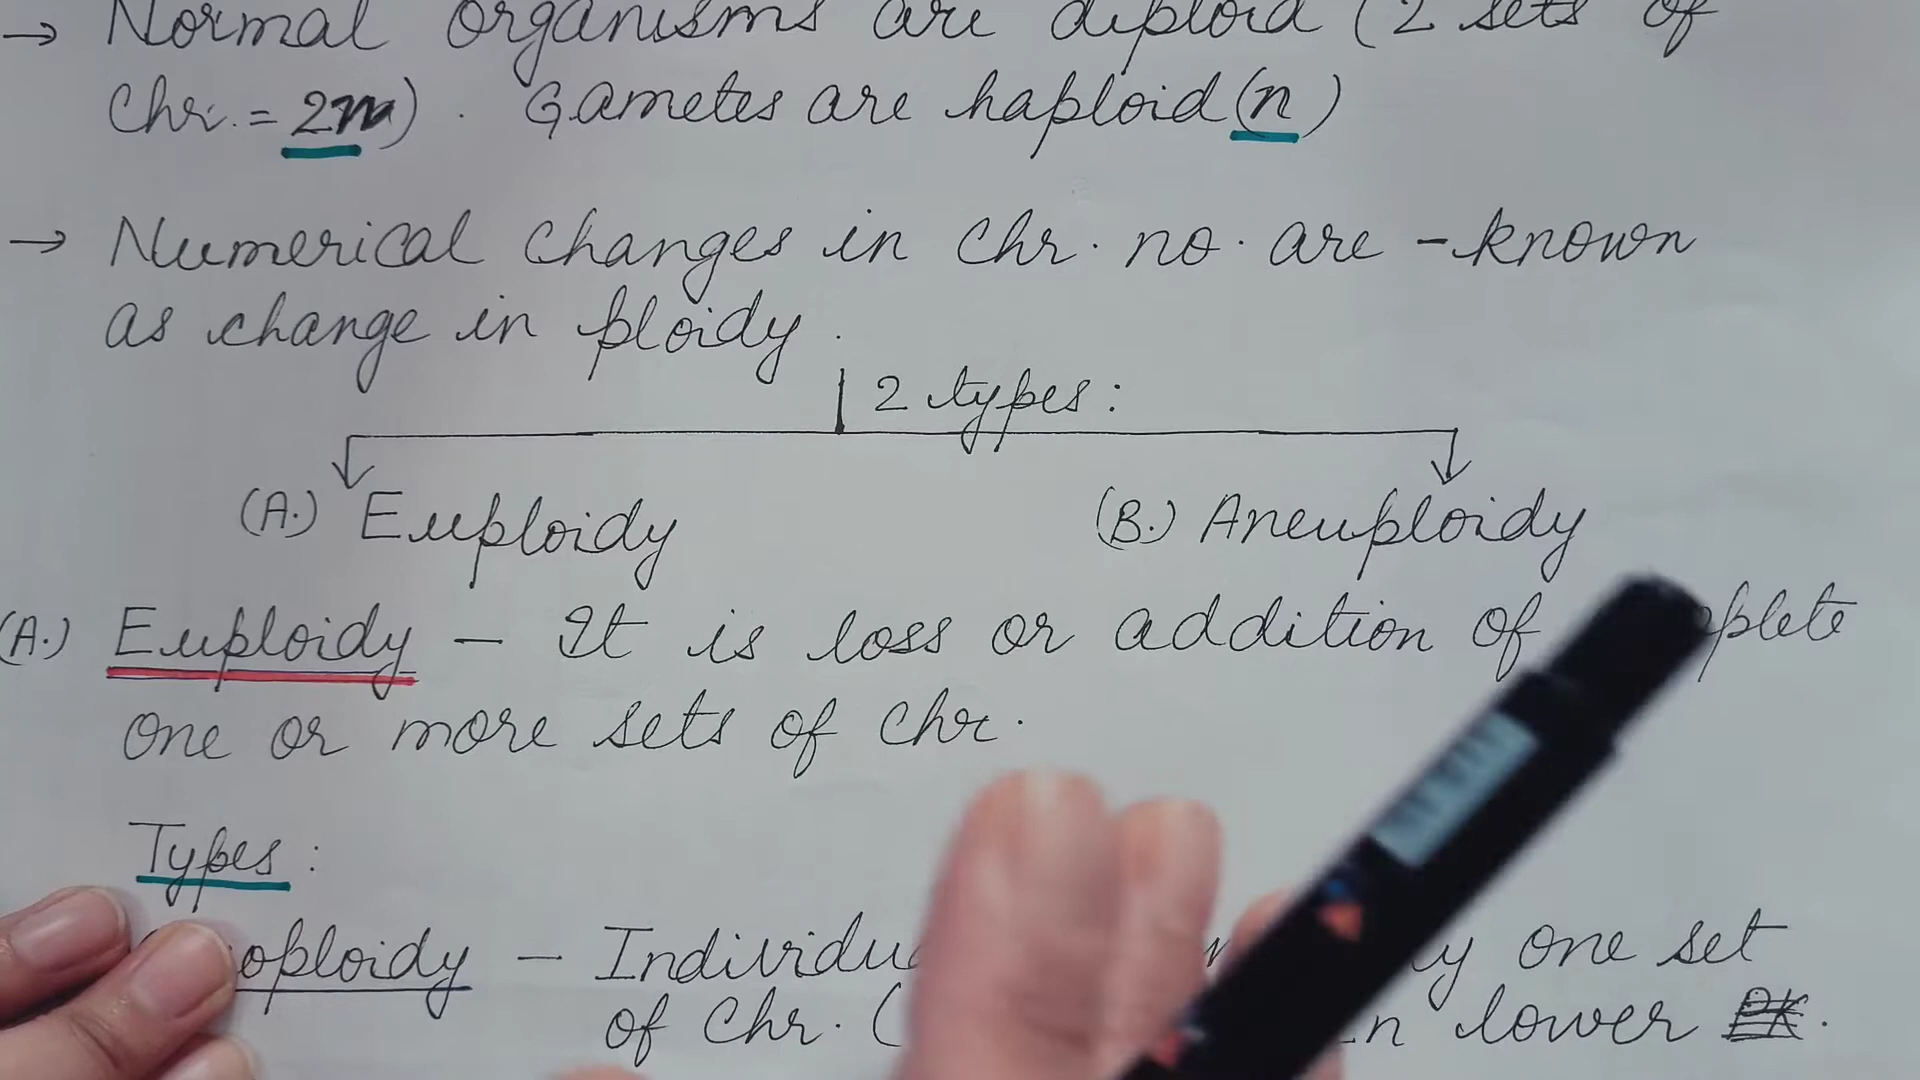 → Normal organisms are diploid (2 sets of
Chr. = 2n) . Gametes are haploid (n)
→ Numerical changes in Chr. no. are - known
as change in ploidy.
2 types :
(A.) Euploidy (B.) Aneuploidy
(A.) Euploidy - It is loss or addition of
one or more sets of Chr.
Types :
- one set
of Chr. ( lower